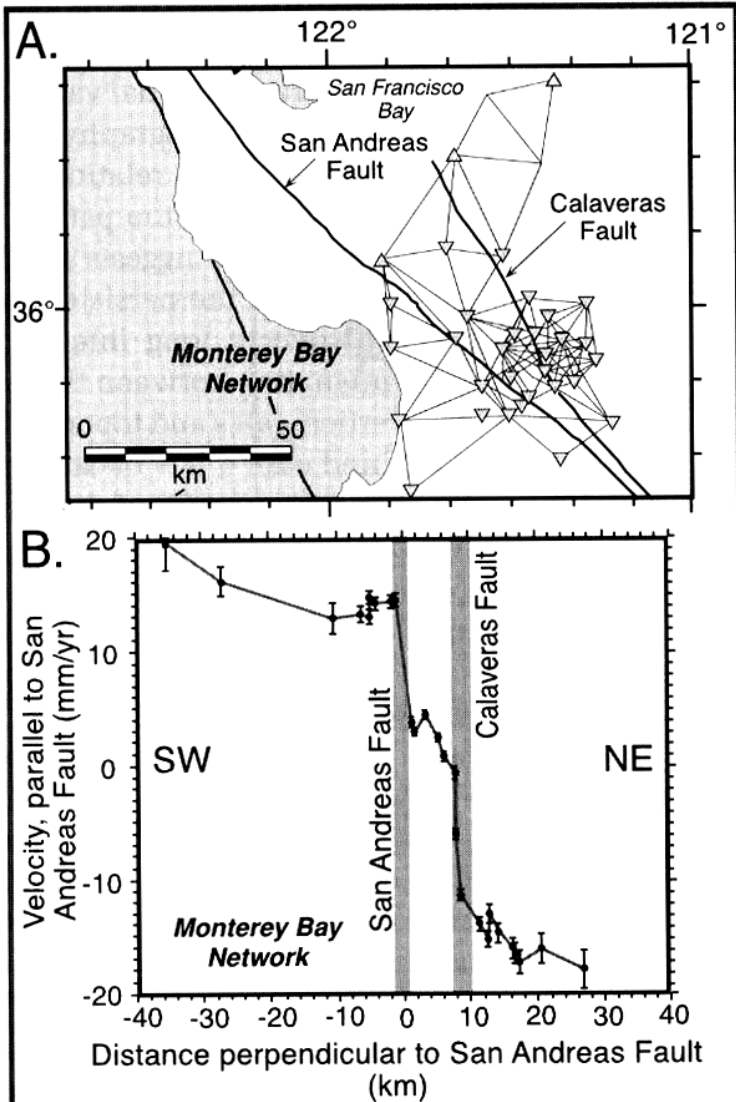 A.
122°
121°
San Francisco
Bay
San Andreas
Fault
Calaveras
Fault
36°
Monterey Bay
Network
0
50
km
B.
20
10
0
-10
-20
Velocity, parallel to San
Andreas Fault (mm/yr)
SW
San Andreas Fault
Calaveras Fault
NE
Monterey Bay
Network
-40
-30
-20
-10
0
10
20
30
40
Distance perpendicular to San Andreas Fault
(km)